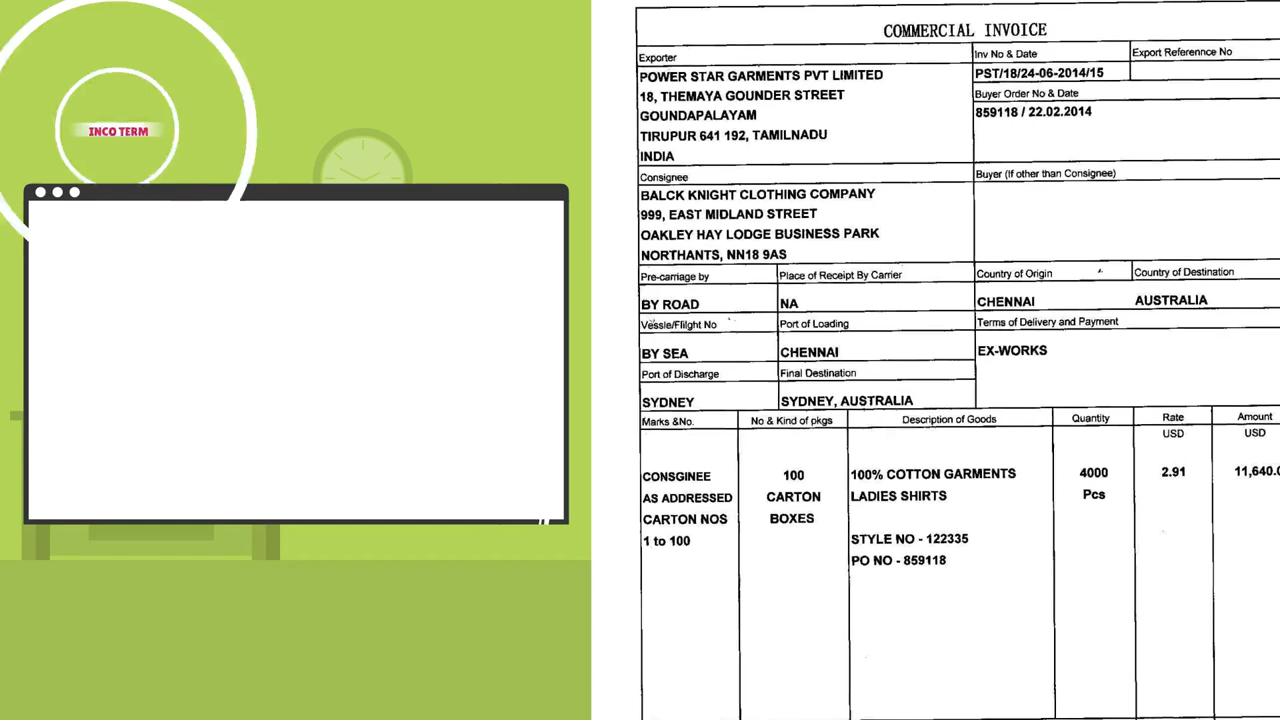 INCO TERM
COMMERCIAL INVOICE
Exporter
POWER STAR GARMENTS PVT LIMITED
18, THEMAYA GOUNDER STREET
GOUNDAPALAYAM
TIRUPUR 641 192, TAMILNADU
INDIA
Inv No & Date
PST/18/24-06-2014/15
Export Referennce No
Buyer Order No & Date
859118 / 22.02.2014
Consignee
BALCK KNIGHT CLOTHING COMPANY
999, EAST MIDLAND STREET
OAKLEY HAY LODGE BUSINESS PARK
NORTHANTS, NN18 9AS
Buyer (If other than Consignee)
Pre-carriage by
Place of Receipt By Carrier
Country of Origin
Country of Destination
BY ROAD
NA
CHENNAI
AUSTRALIA
Vessle/Flilght No
Port of Loading
Terms of Delivery and Payment
BY SEA
CHENNAI
EX-WORKS
Port of Discharge
Final Destination
SYDNEY
SYDNEY, AUSTRALIA
Marks &No.
No & Kind of pkgs
Description of Goods
Quantity
Rate
Amount
USD
USD
CONSGINEE
AS ADDRESSED
CARTON NOS
1 to 100
100
CARTON
BOXES
100% COTTON GARMENTS
LADIES SHIRTS
STYLE NO - 122335
PO NO - 859118
4000
Pcs
2.91
11,640.0